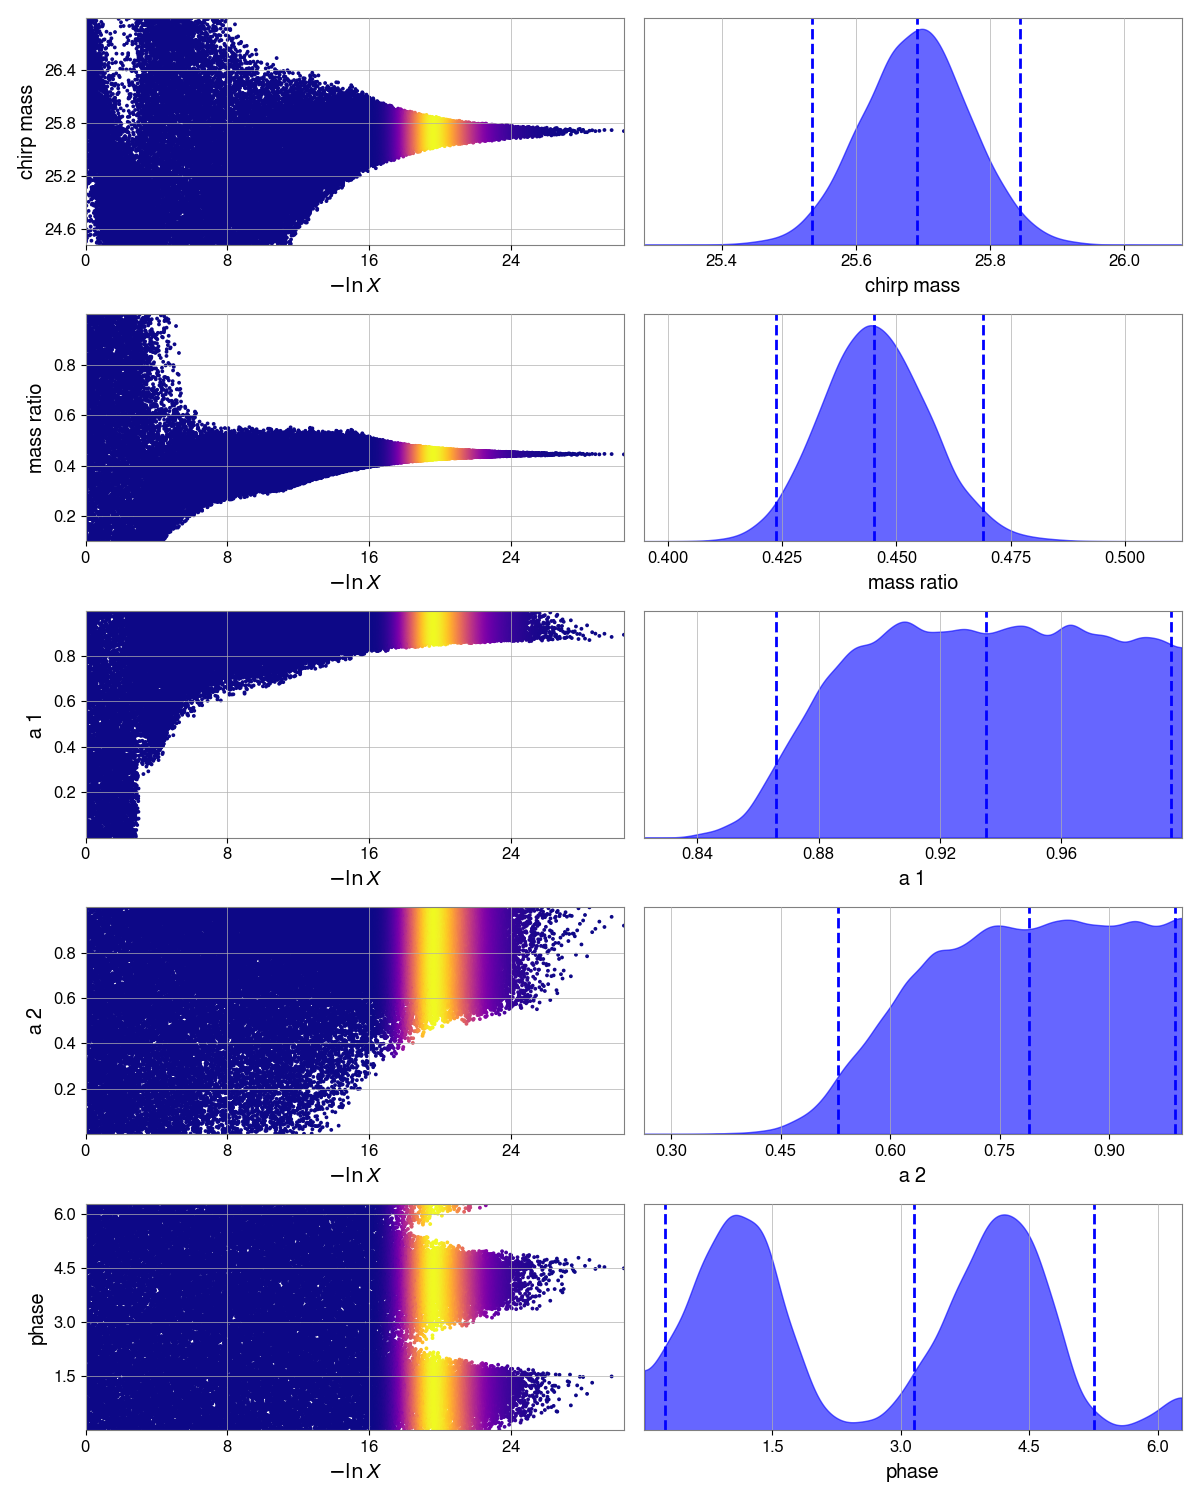 26.4
25.8
25.2
24.6
chirp mass
0 8 16 24
−ln X
25.4 25.6 25.8 26.0
chirp mass
0.8
0.6
0.4
0.2
mass ratio
0 8 16 24
−ln X
0.400 0.425 0.450 0.475 0.500
mass ratio
0.8
0.6
0.4
0.2
a 1
0 8 16 24
−ln X
0.84 0.88 0.92 0.96
a 1
0.8
0.6
0.4
0.2
a 2
0 8 16 24
−ln X
0.30 0.45 0.60 0.75 0.90
a 2
6.0
4.5
3.0
1.5
phase
0 8 16 24
−ln X
1.5 3.0 4.5 6.0
phase